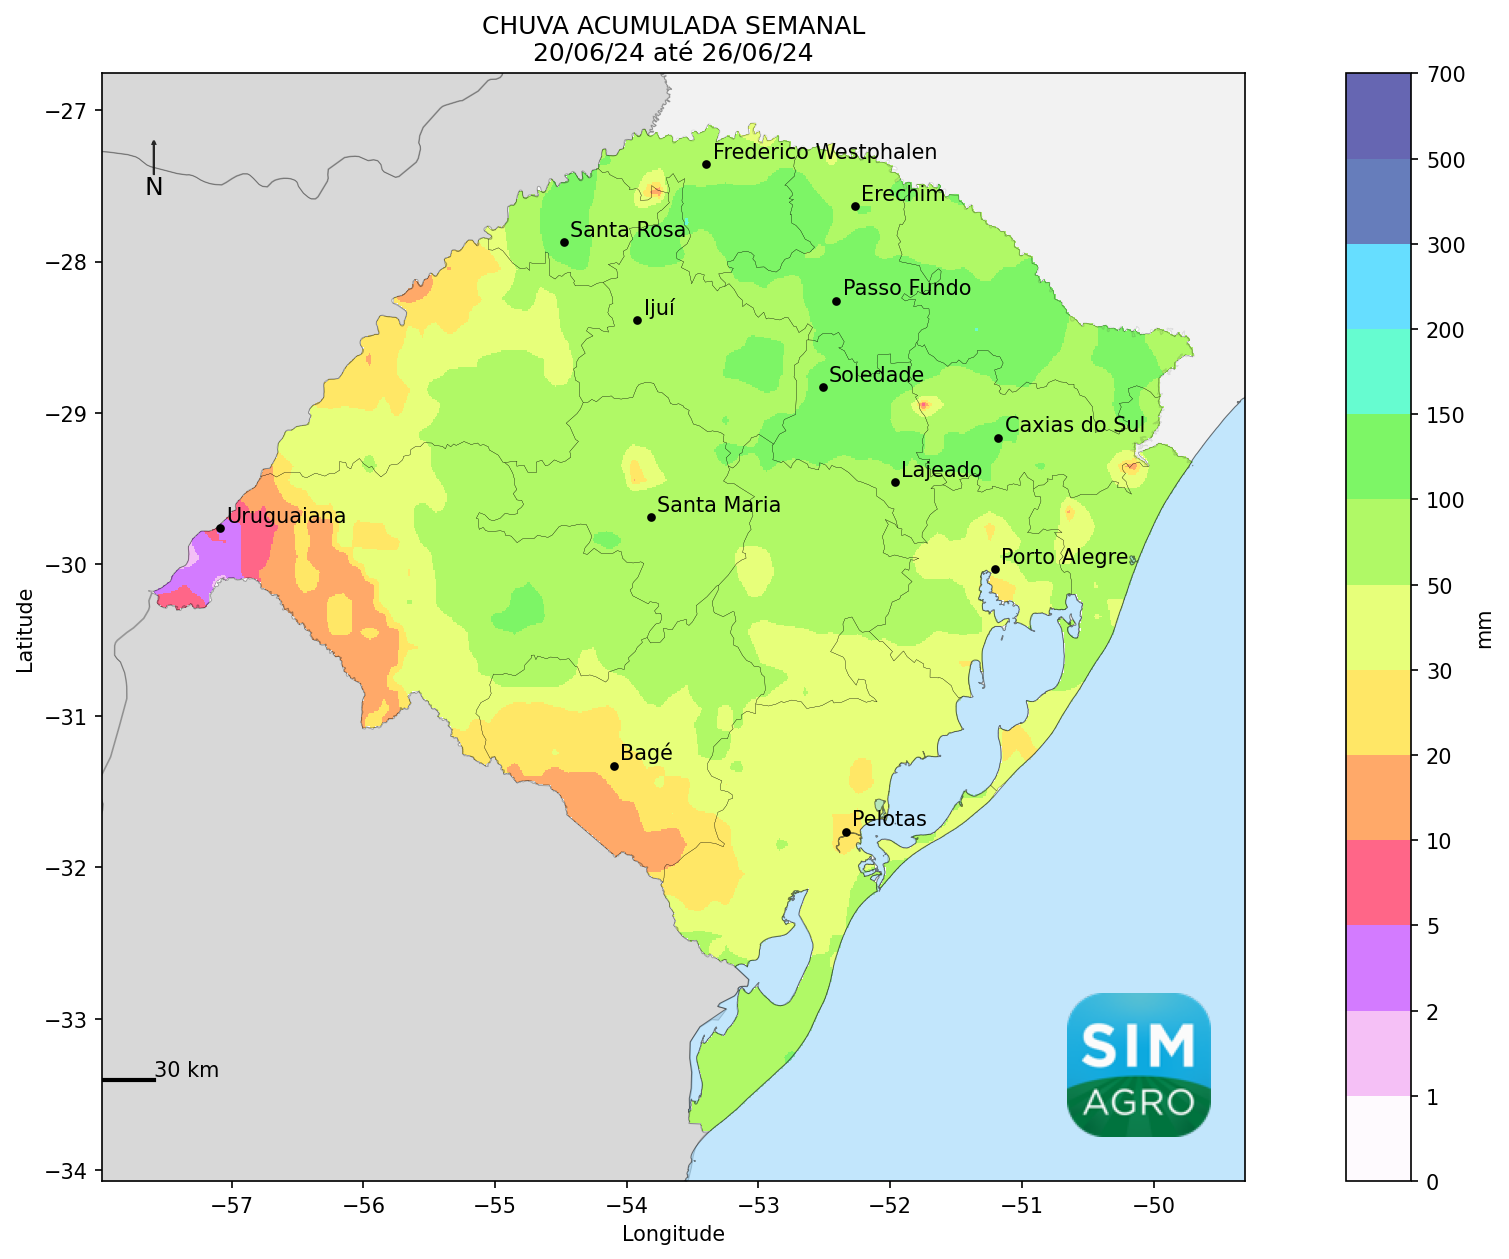 CHUVA ACUMULADA SEMANAL
20/06/24 até 26/06/24
−27
−28
−29
−30
−31
−32
−33
−34
Latitude
N
Frederico Westphalen
Erechim
Santa Rosa
Passo Fundo
Ijuí
Soledade
Caxias do Sul
Lajeado
Santa Maria
Uruguaiana
Porto Alegre
Bagé
Pelotas
30 km
SIM
AGRO
−57
−56
−55
−54
−53
−52
−51
−50
Longitude
700
500
300
200
150
100
50
30
20
10
5
2
1
0
mm